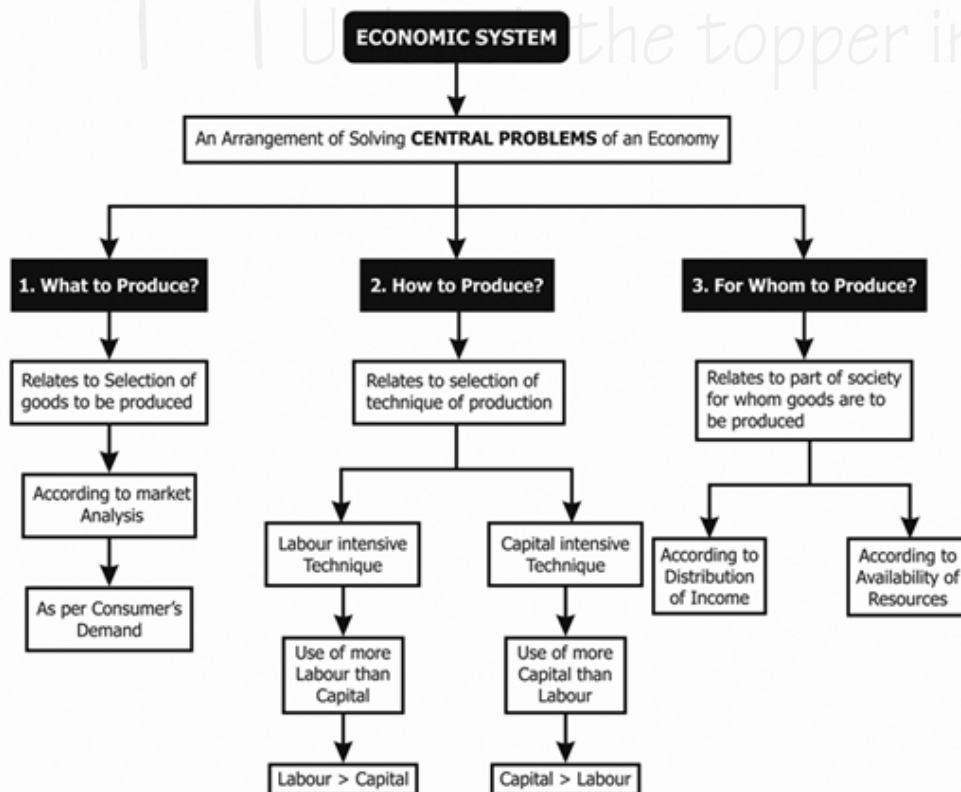 the topper in
ECONOMIC SYSTEM
An Arrangement of Solving CENTRAL PROBLEMS of an Economy
1. What to Produce?
Relates to Selection of
goods to be produced
According to market
Analysis
As per Consumer's
Demand
2. How to Produce?
Relates to selection of
technique of production
Labour intensive
Technique
Use of more
Labour than
Capital
Labour > Capital
Capital intensive
Technique
Use of more
Capital than
Labour
Capital > Labour
3. For Whom to Produce?
Relates to part of society
for whom goods are to
be produced
According to
Distribution
of Income
According to
Availability of
Resources